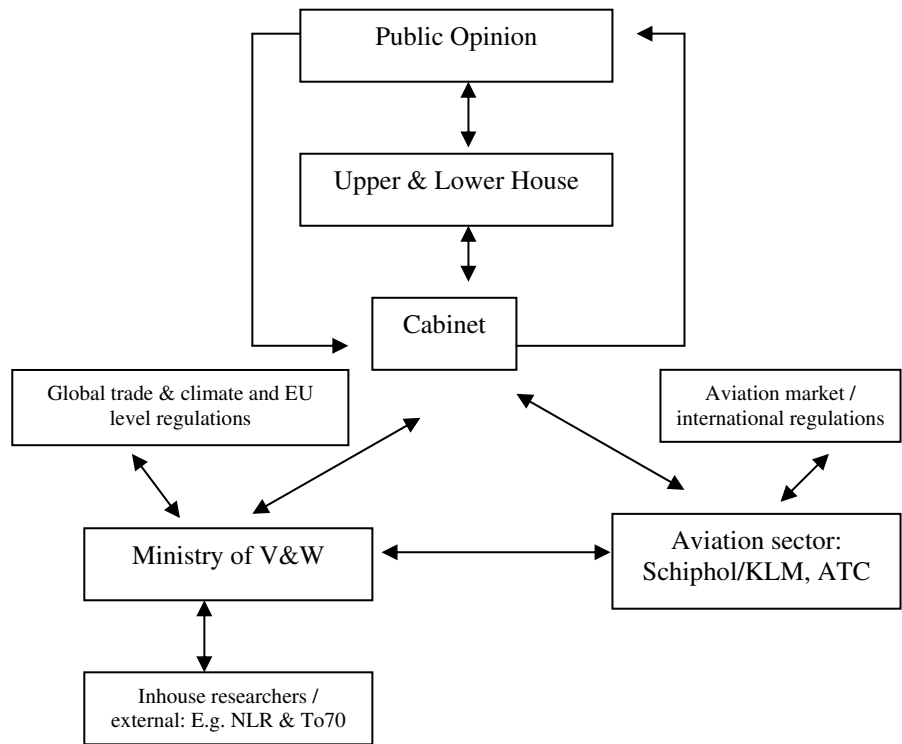 Public Opinion
Upper & Lower House
Cabinet
Global trade & climate and EU
level regulations
Aviation market /
international regulations
Ministry of V&W
Aviation sector:
Schiphol/KLM, ATC
Inhouse researchers /
external: E.g. NLR & To70